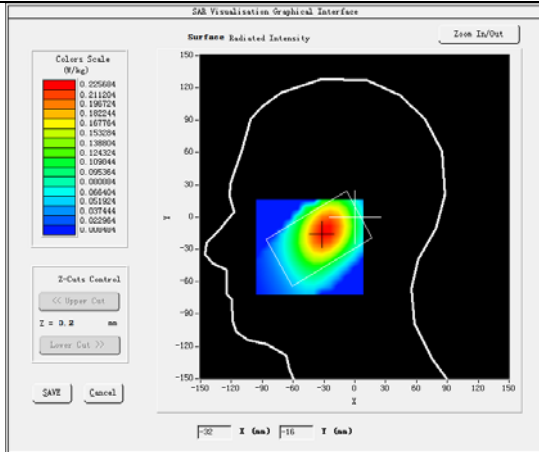 SAR Visualisation Graphical Interface
Surface Radiated Intensity
Zoom In/Out
Colors Scale
(W/kg)
0.225684
0.211204
0.196724
0.182244
0.167764
0.153284
0.138804
0.124324
0.109844
0.095364
0.080884
0.066404
0.051924
0.037444
0.022964
0.008484
150
120
90
60
30
0
-30
-60
-90
-120
-150
Y
-150 -120 -90 -60 -30 0 30 60 90 120 150
X
Z-Cuts Control
<< Upper Cut
Z = 3.2 mm
Lower Cut >>
SAVE Cancel
-32 X (mm) -16 Y (mm)